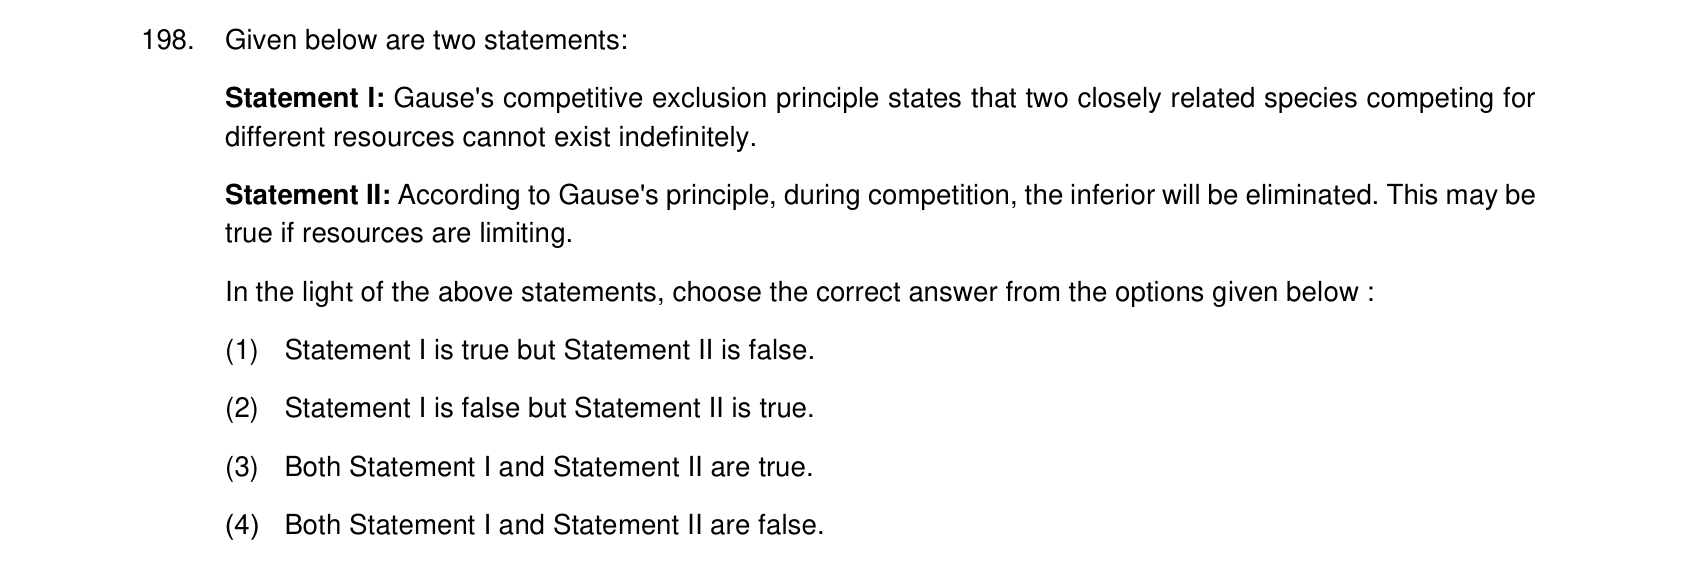 198. Given below are two statements:
Statement I: Gause's competitive exclusion principle states that two closely related species competing for
different resources cannot exist indefinitely.
Statement II: According to Gause's principle, during competition, the inferior will be eliminated. This may be
true if resources are limiting.
In the light of the above statements, choose the correct answer from the options given below :
(1) Statement I is true but Statement II is false.
(2) Statement I is false but Statement II is true.
(3) Both Statement I and Statement II are true.
(4) Both Statement I and Statement II are false.